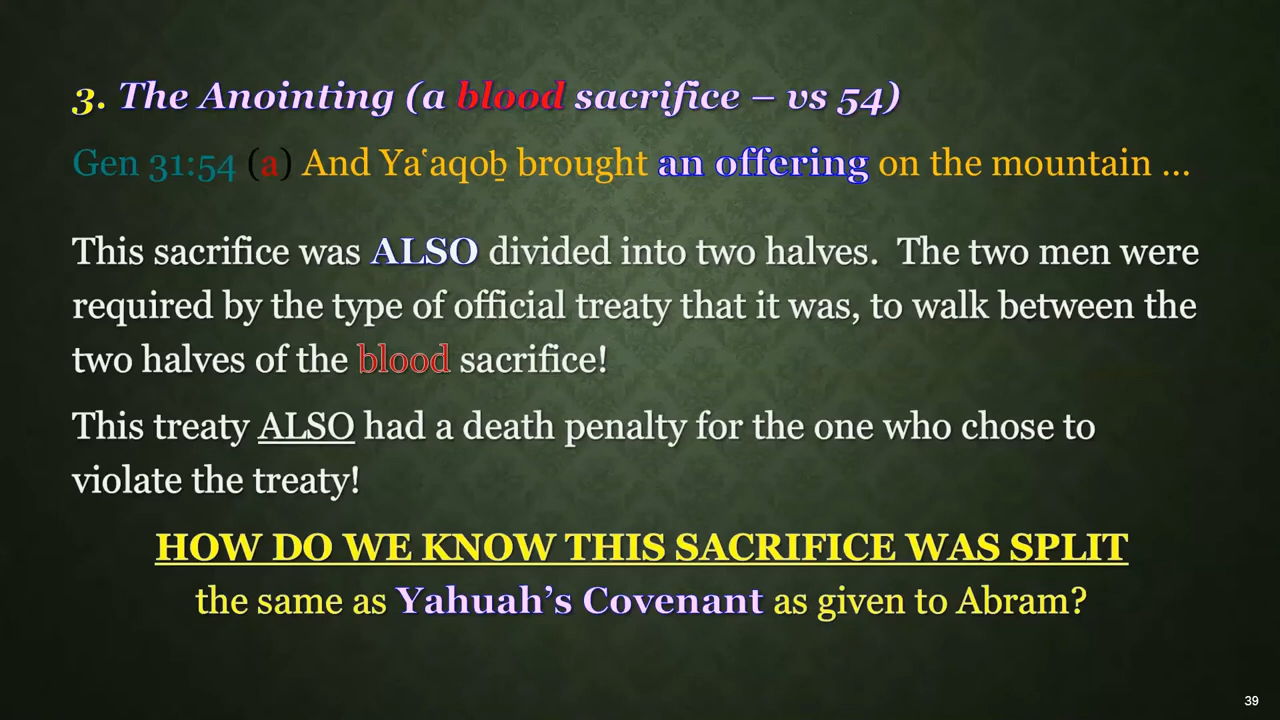 3. The Anointing (a blood sacrifice – vs 54)
Gen 31:54 (a) And Yaʽaqoḇ brought an offering on the mountain ...
This sacrifice was ALSO divided into two halves.  The two men were
required by the type of official treaty that it was, to walk between the
two halves of the blood sacrifice!
This treaty ALSO had a death penalty for the one who chose to
violate the treaty!
HOW DO WE KNOW THIS SACRIFICE WAS SPLIT
the same as Yahuah’s Covenant as given to Abram?
39